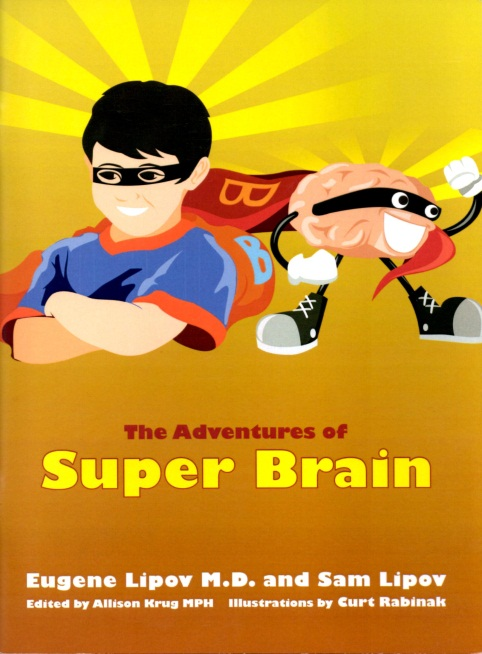 B
B
The Adventures of
Super Brain
Eugene Lipov M.D. and Sam Lipov
Edited by Allison Krug MPH Illustrations by Curt Rabinak